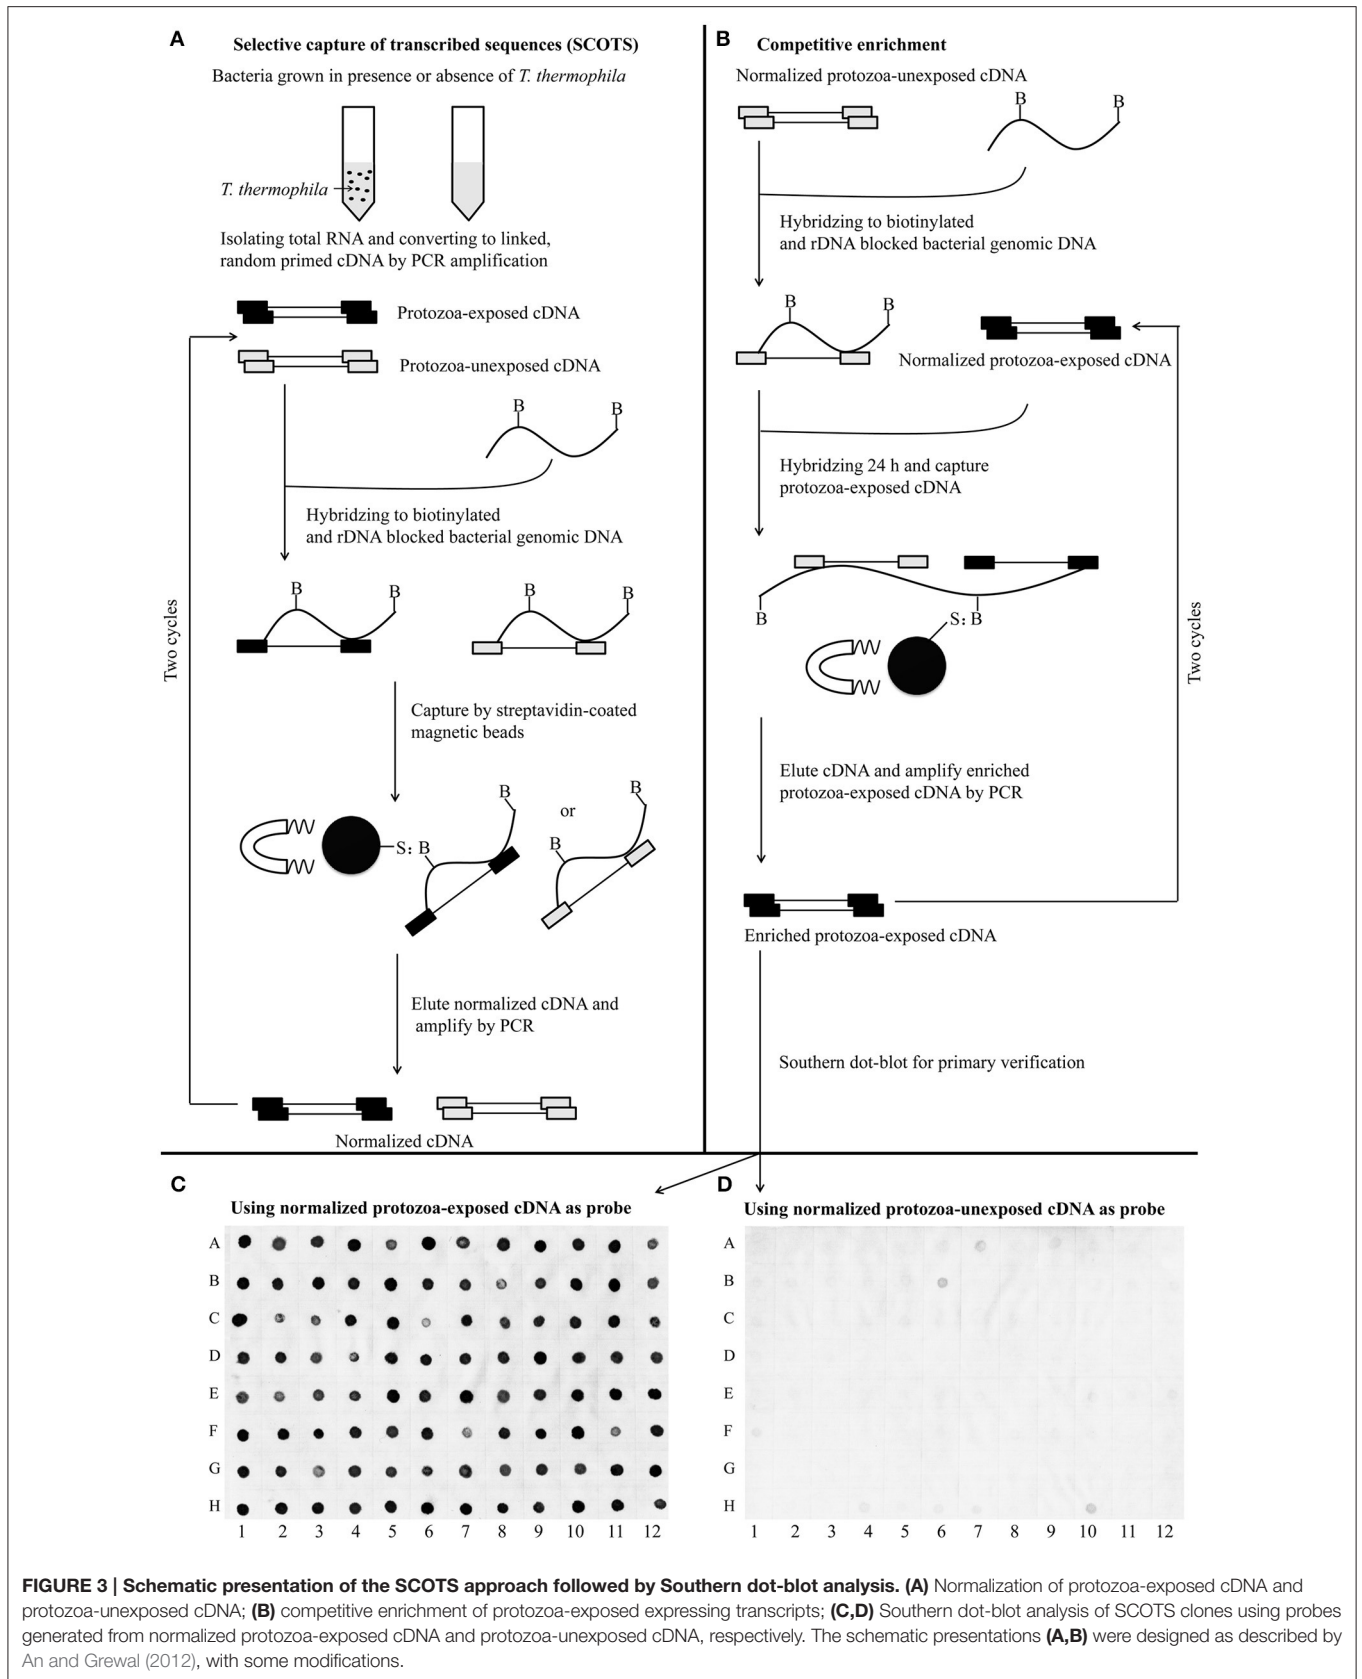 A
Selective capture of transcribed sequences (SCOTS)
Bacteria grown in presence or absence of T. thermophila
T. thermophila
Isolating total RNA and converting to linked,
random primed cDNA by PCR amplification
Protozoa-exposed cDNA
Protozoa-unexposed cDNA
B B
Hybridzing to biotinylated
and rDNA blocked bacterial genomic DNA
B B B B
Two cycles
Capture by streptavidin-coated
magnetic beads
B or B
S: B B
Elute normalized cDNA and
amplify by PCR
Normalized cDNA
B
Competitive enrichment
Normalized protozoa-unexposed cDNA
B B
Hybridzing to biotinylated
and rDNA blocked bacterial genomic DNA
B B
Normalized protozoa-exposed cDNA
Hybridzing 24 h and capture
protozoa-exposed cDNA
B S: B
Two cycles
Elute cDNA and amplify enriched
protozoa-exposed cDNA by PCR
Enriched protozoa-exposed cDNA
Southern dot-blot for primary verification
C
Using normalized protozoa-exposed cDNA as probe
A
B
C
D
E
F
G
H
1 2 3 4 5 6 7 8 9 10 11 12
D
Using normalized protozoa-unexposed cDNA as probe
A
B
C
D
E
F
G
H
1 2 3 4 5 6 7 8 9 10 11 12
FIGURE 3 | Schematic presentation of the SCOTS approach followed by Southern dot-blot analysis. (A) Normalization of protozoa-exposed cDNA and
protozoa-unexposed cDNA; (B) competitive enrichment of protozoa-exposed expressing transcripts; (C,D) Southern dot-blot analysis of SCOTS clones using probes
generated from normalized protozoa-exposed cDNA and protozoa-unexposed cDNA, respectively. The schematic presentations (A,B) were designed as described by
An and Grewal (2012), with some modifications.